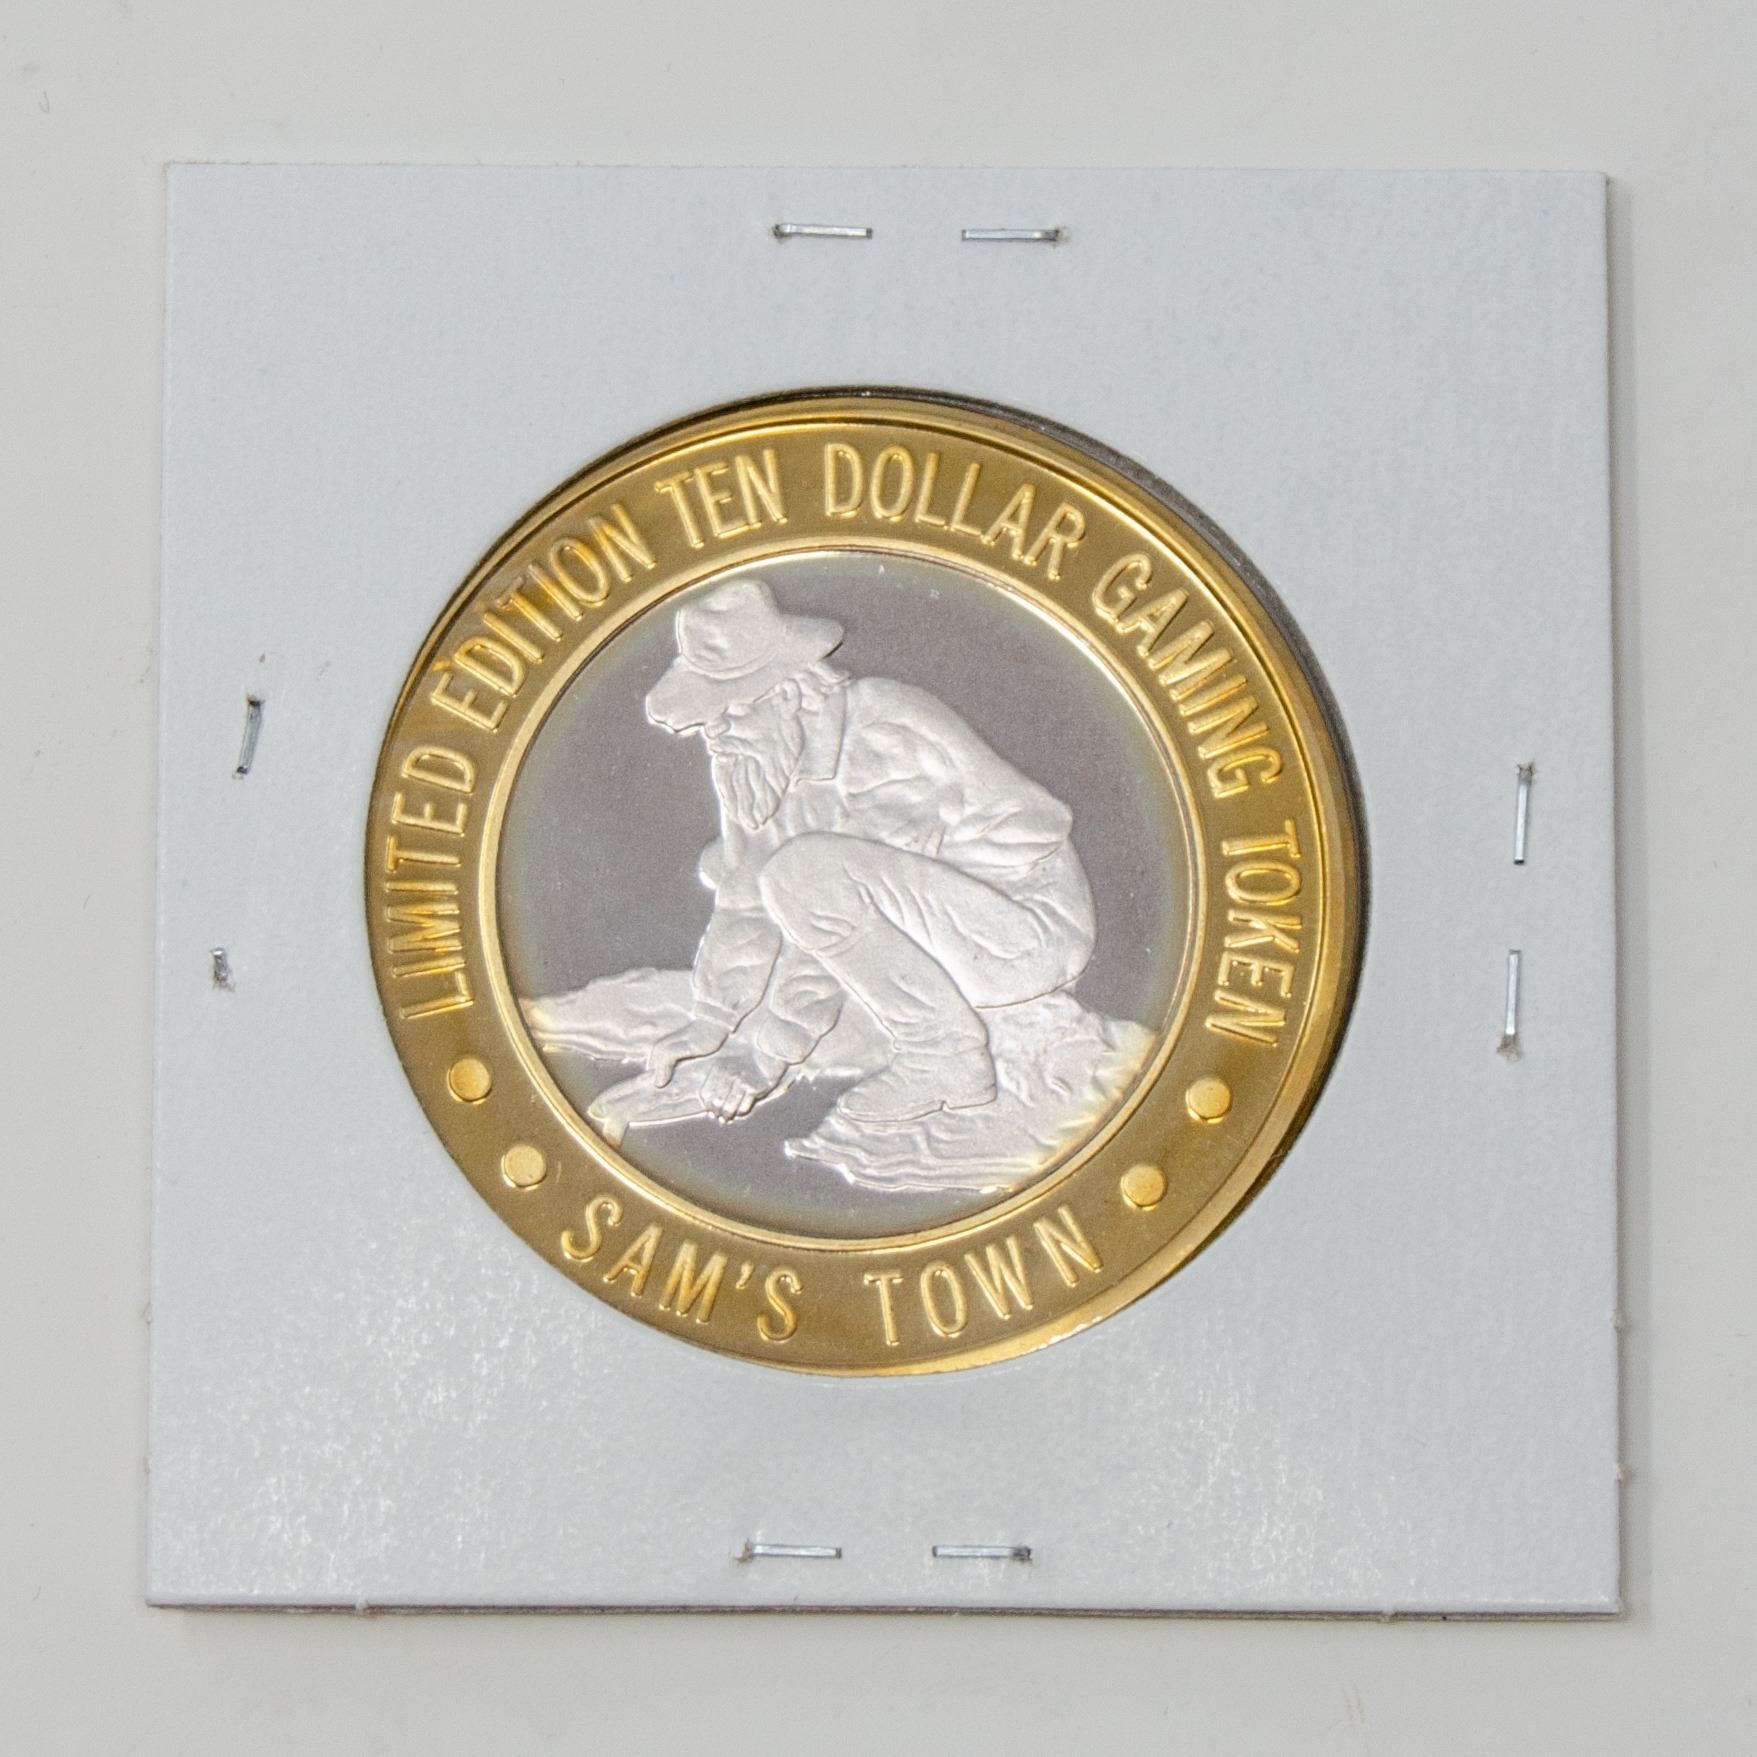 LIMITED EDITION TEN DOLLAR GAMING TOKEN
• • SAM'S TOWN • •